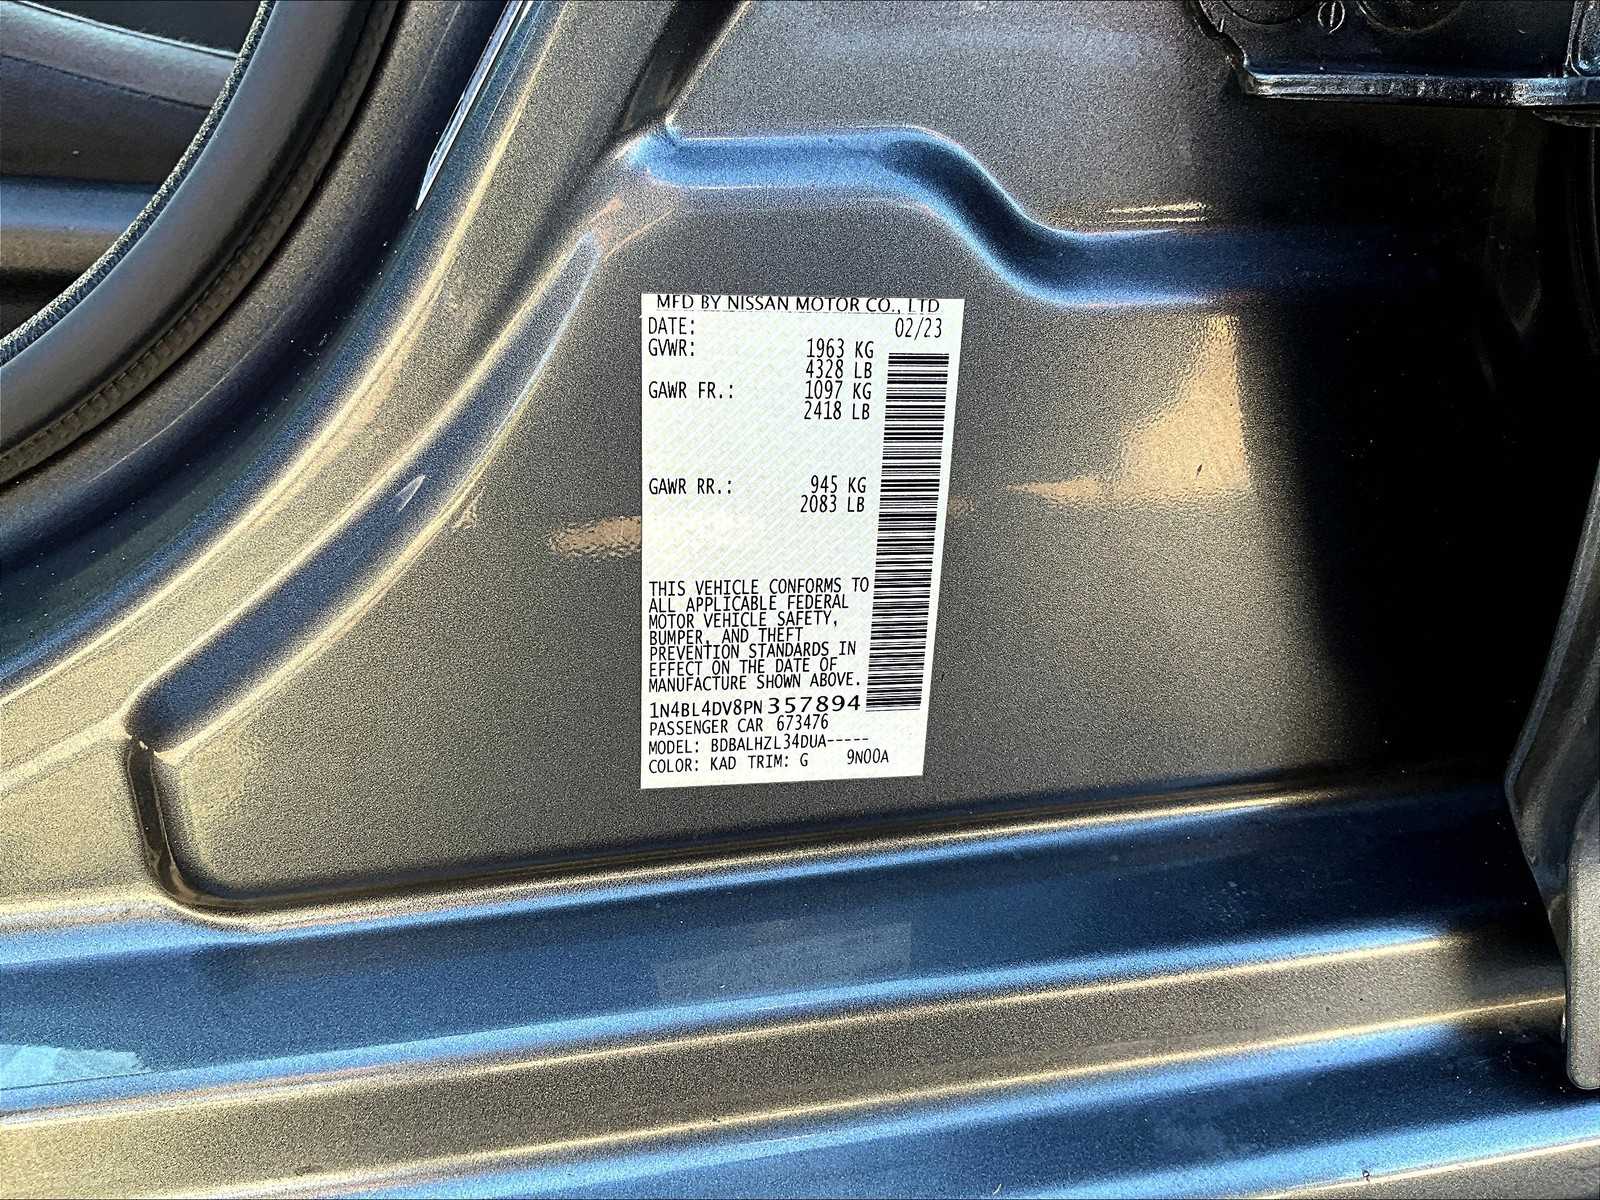 MFD BY NISSAN MOTOR CO., LTD
DATE: 02/23
GVWR: 1963 KG
4328 LB
GAWR FR.: 1097 KG
2418 LB
GAWR RR.: 945 KG
2083 LB
THIS VEHICLE CONFORMS TO
ALL APPLICABLE FEDERAL
MOTOR VEHICLE SAFETY,
BUMPER, AND THEFT
PREVENTION STANDARDS IN
EFFECT ON THE DATE OF
MANUFACTURE SHOWN ABOVE.
1N4BL4DV8PN357894
PASSENGER CAR 673476
MODEL: BDBALHZL34DUA-----
COLOR: KAD TRIM: G 9N00A